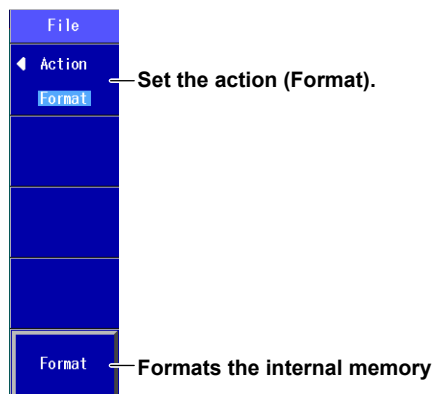 File
Action
Format
Set the action (Format).
Format
Formats the internal memory